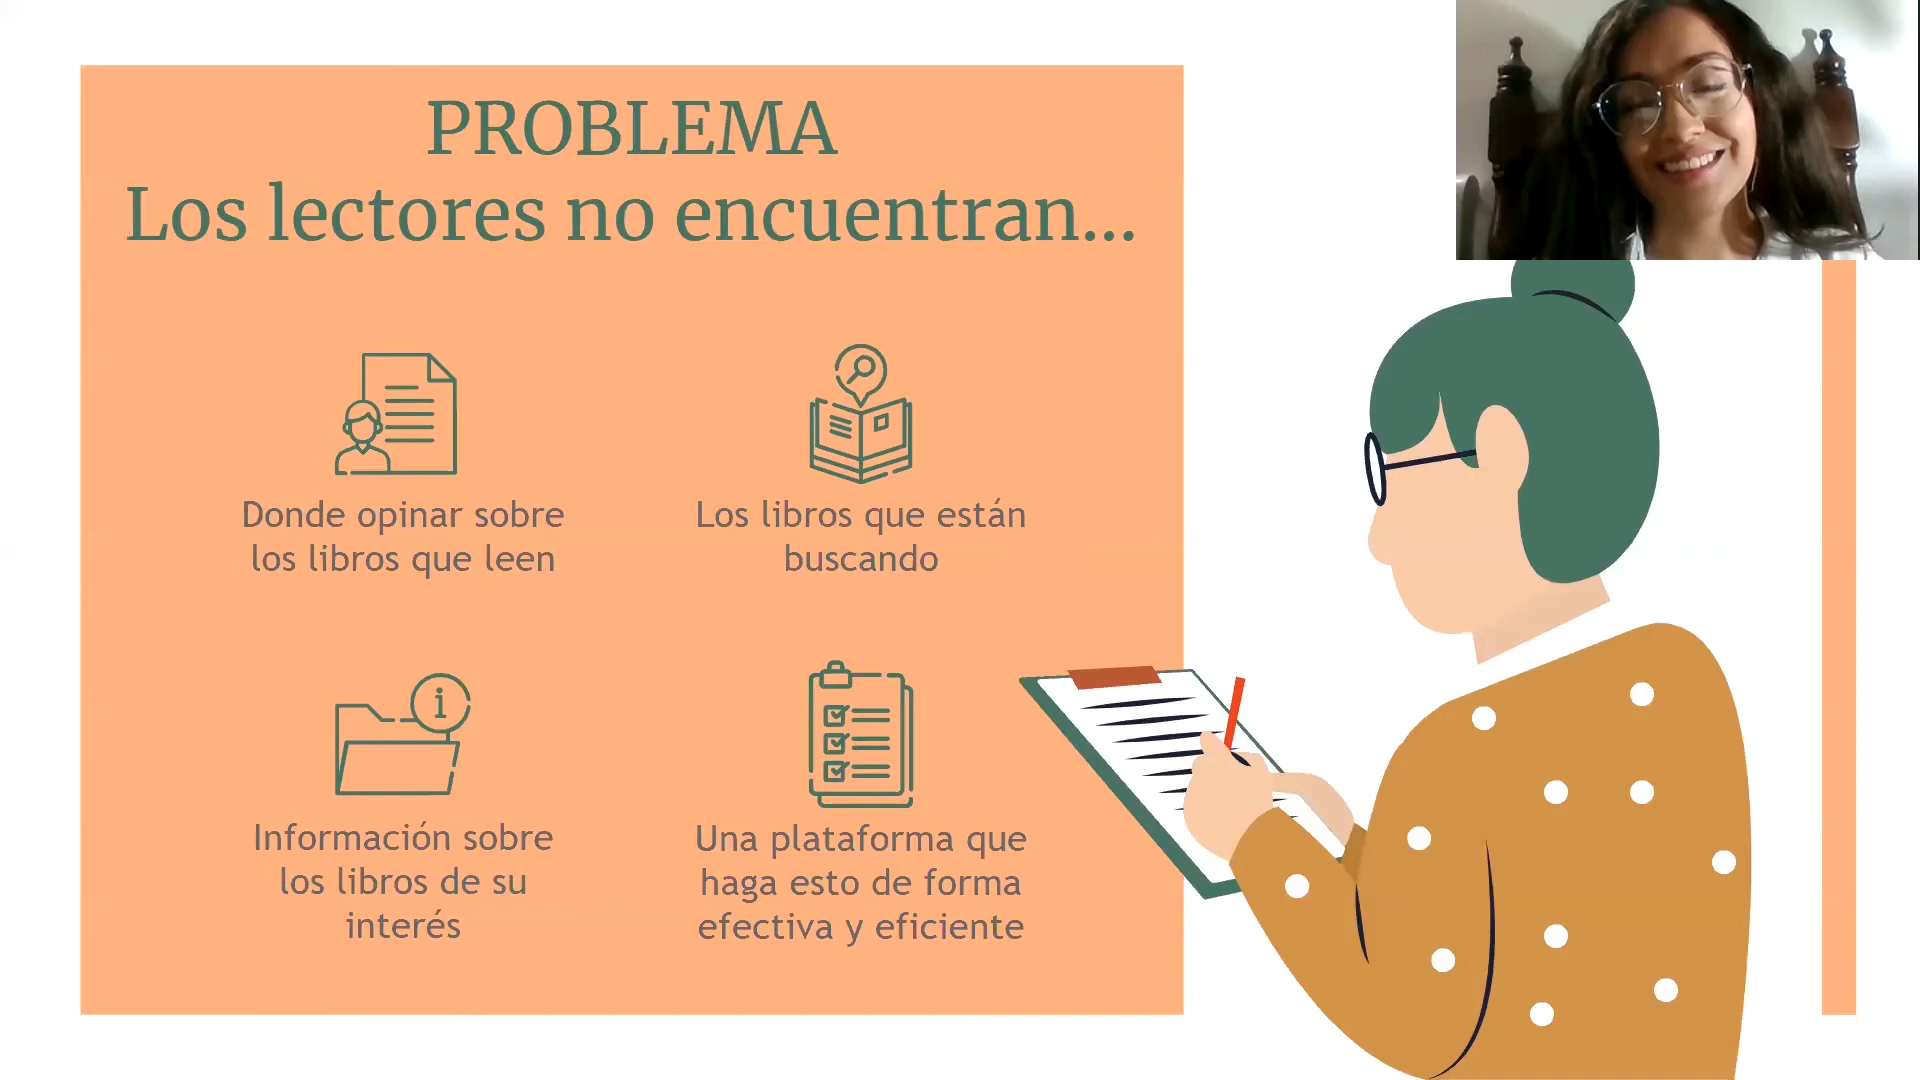 PROBLEMA
Los lectores no encuentran...
Donde opinar sobre
los libros que leen
Los libros que están
buscando
i
Información sobre
los libros de su
interés
Una plataforma que
haga esto de forma
efectiva y eficiente